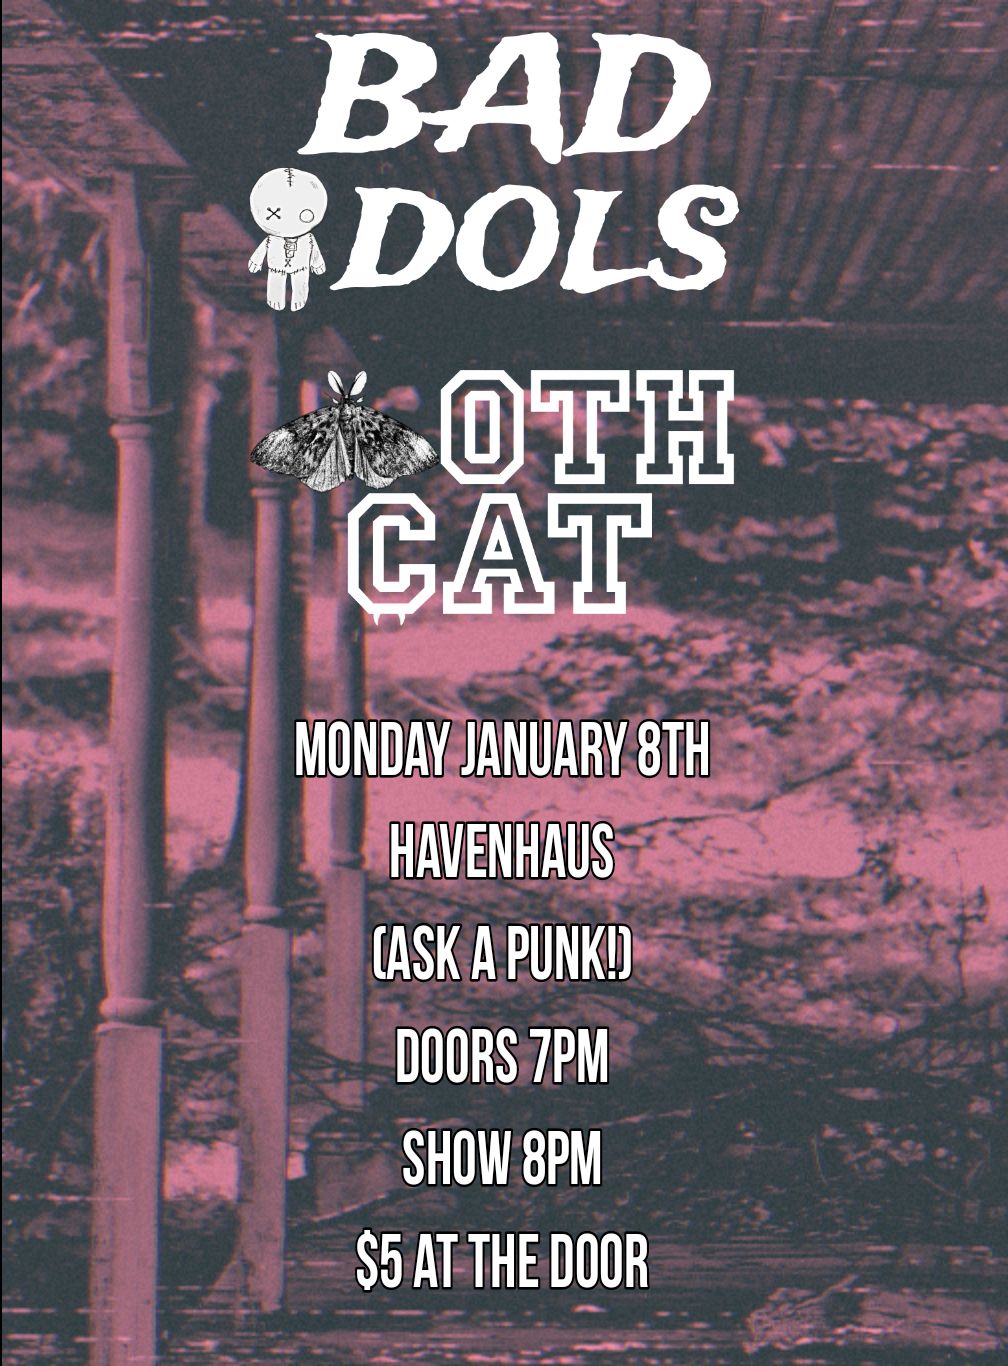 BAD
DOLS
OTH
CAT
MONDAY JANUARY 8TH
HAVENHAUS
(ASK A PUNK!)
DOORS 7PM
SHOW 8PM
$5 AT THE DOOR